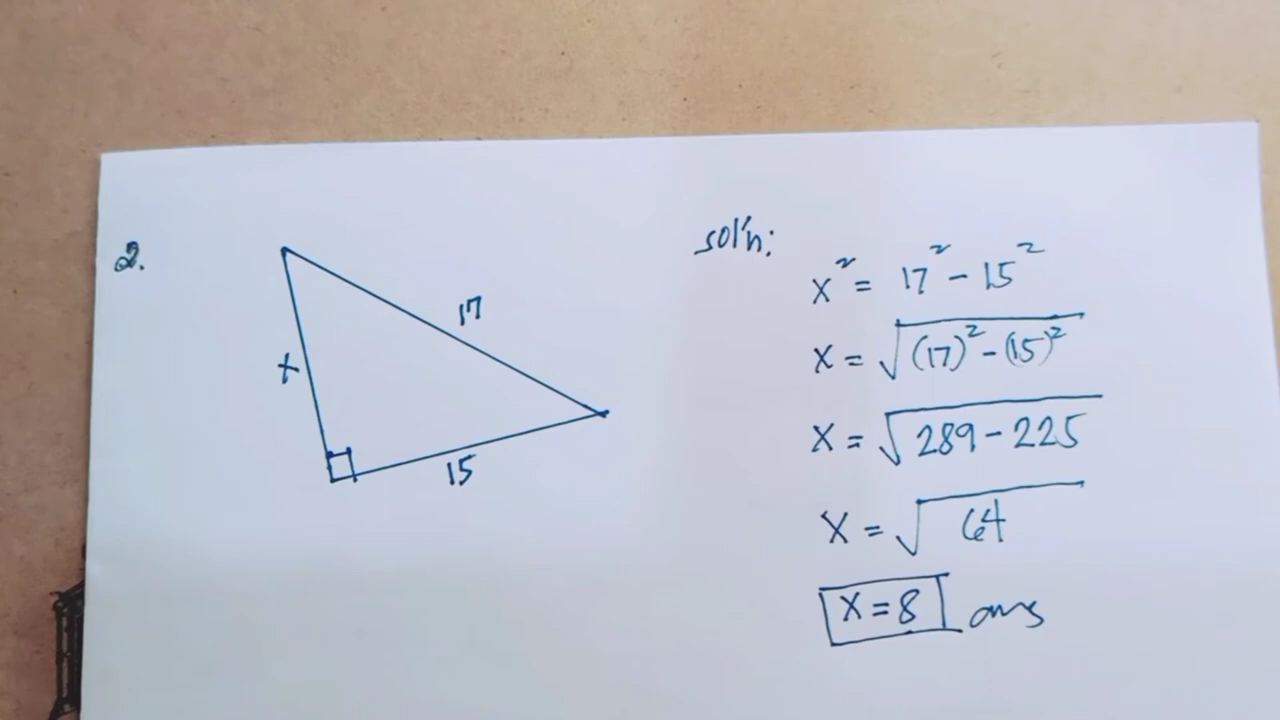 2.
17
x
15
sol'n:
x² = 17² - 15²
x = √(17)² - (15)²
x = √289 - 225
x = √64
x = 8 ans